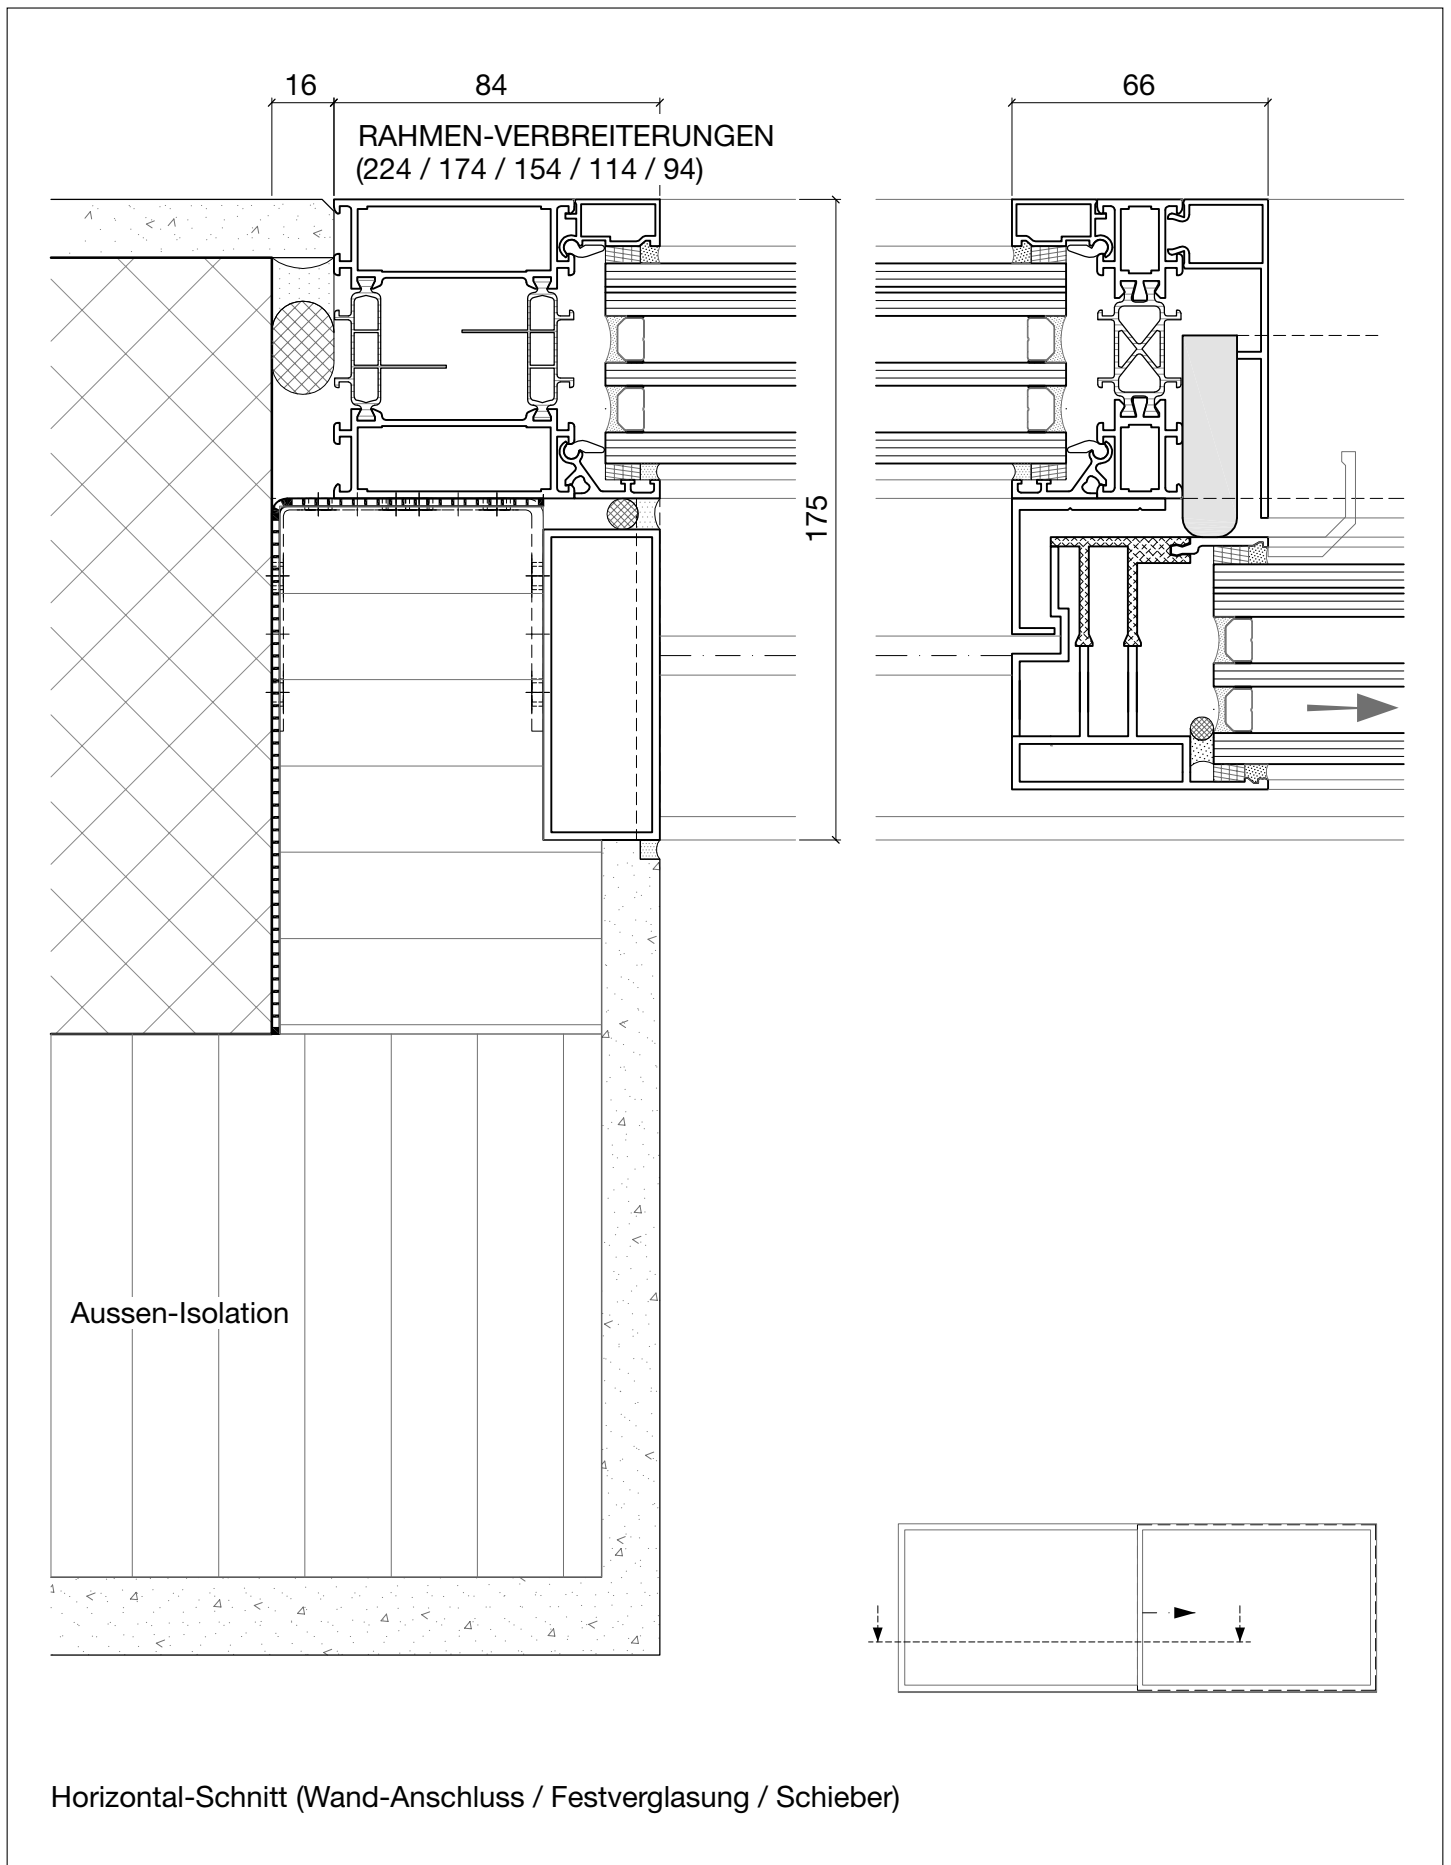 16
84
66
RAHMEN-VERBREITERUNGEN
(224 / 174 / 154 / 114 / 94)
175
Aussen-Isolation
Horizontal-Schnitt (Wand-Anschluss / Festverglasung / Schieber)